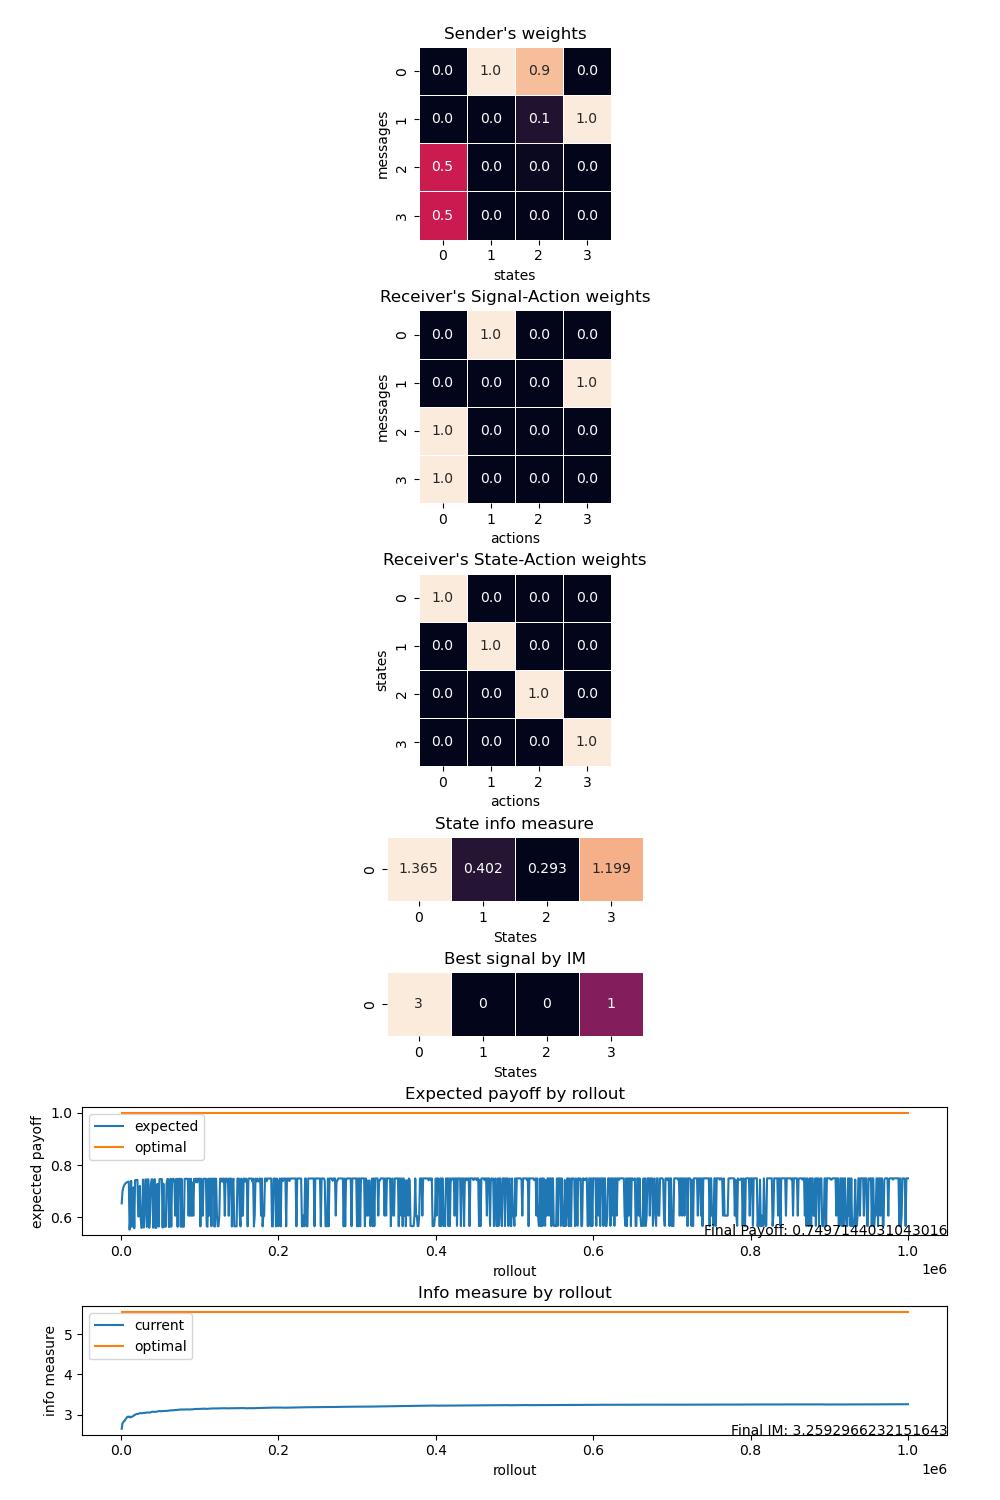 Sender's weights
0 0.0 1.0 0.9 0.0
1 0.0 0.0 0.1 1.0
2 0.5 0.0 0.0 0.0
3 0.5 0.0 0.0 0.0
messages
0 1 2 3
states
Receiver's Signal-Action weights
0 0.0 1.0 0.0 0.0
1 0.0 0.0 0.0 1.0
2 1.0 0.0 0.0 0.0
3 1.0 0.0 0.0 0.0
messages
0 1 2 3
actions
Receiver's State-Action weights
0 1.0 0.0 0.0 0.0
1 0.0 1.0 0.0 0.0
2 0.0 0.0 1.0 0.0
3 0.0 0.0 0.0 1.0
states
0 1 2 3
actions
State info measure
0 1.365 0.402 0.293 1.199
0 1 2 3
States
Best signal by IM
0 3 0 0 1
0 1 2 3
States
Expected payoff by rollout
expected payoff
1.0
0.8
0.6
expected
optimal
Final Payoff: 0.7497144031043016
0.0 0.2 0.4 0.6 0.8 1.0
1e6
rollout
Info measure by rollout
info measure
5
4
3
current
optimal
Final IM: 3.2592966232151643
0.0 0.2 0.4 0.6 0.8 1.0
1e6
rollout